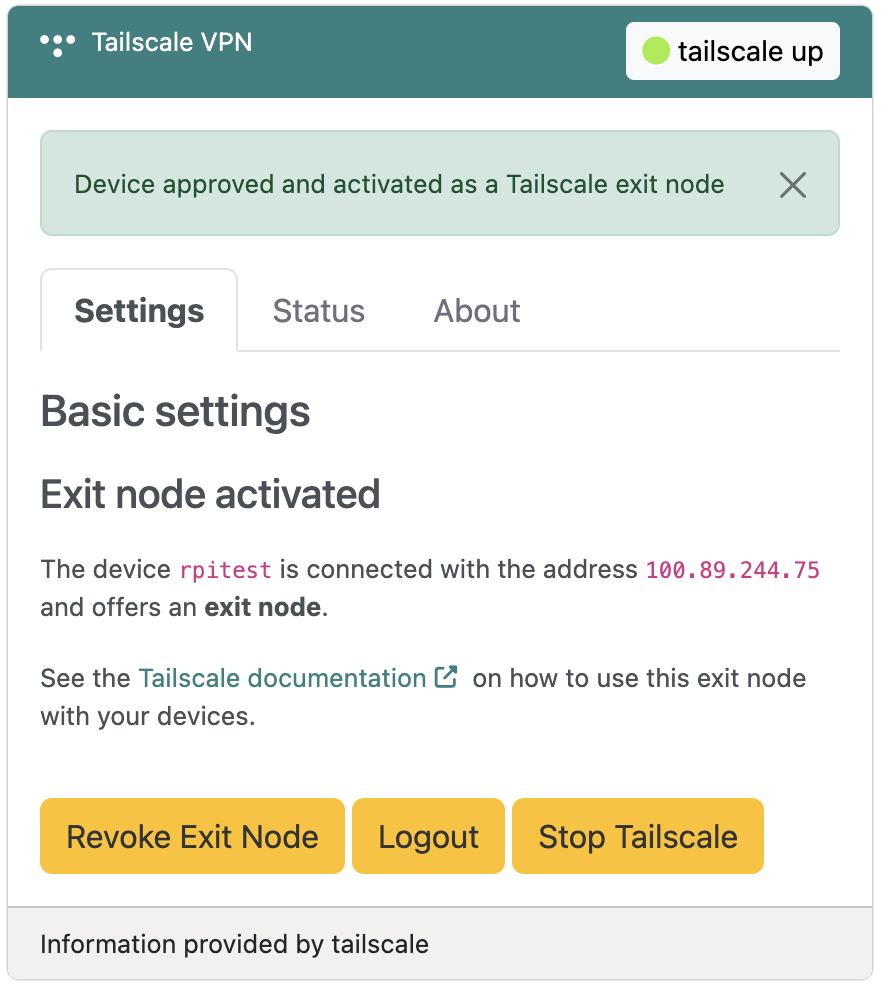 Tailscale VPN
tailscale up
Device approved and activated as a Tailscale exit node
Settings
Status
About
Basic settings
Exit node activated
The device rpitest is connected with the address 100.89.244.75
and offers an exit node.
See the Tailscale documentation on how to use this exit node
with your devices.
Revoke Exit Node
Logout
Stop Tailscale
Information provided by tailscale